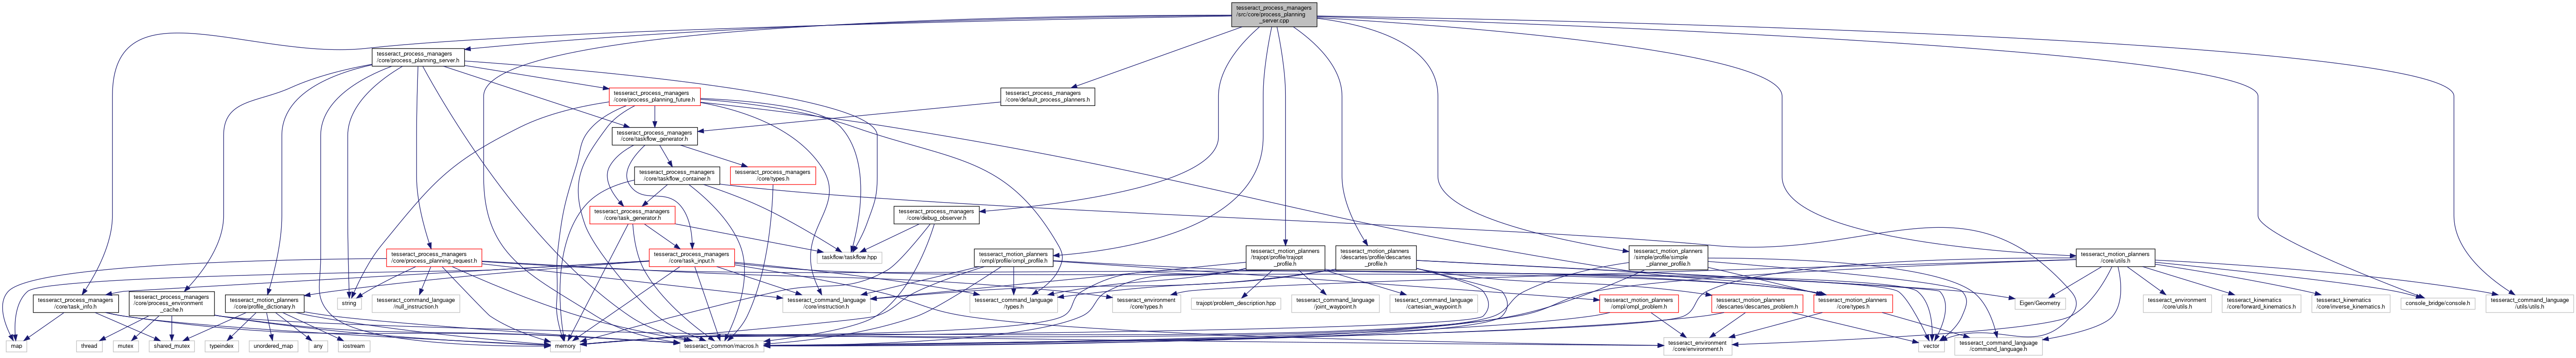 tesseract_process_managers
/src/core/process_planning
_server.cpp
tesseract_process_managers
/core/process_planning_server.h
tesseract_process_managers
/core/process_planning_future.h
tesseract_process_managers
/core/default_process_planners.h
tesseract_process_managers
/core/taskflow_generator.h
tesseract_process_managers
/core/taskflow_container.h
tesseract_process_managers
/core/types.h
tesseract_process_managers
/core/task_generator.h
tesseract_process_managers
/core/debug_observer.h
tesseract_process_managers
/core/process_planning_request.h
tesseract_process_managers
/core/task_input.h
taskflow/taskflow.hpp
tesseract_motion_planners
/ompl/profile/ompl_profile.h
tesseract_motion_planners
/trajopt/profile/trajopt
_profile.h
tesseract_motion_planners
/descartes/profile/descartes
_profile.h
tesseract_motion_planners
/simple/profile/simple
_planner_profile.h
tesseract_motion_planners
/core/utils.h
tesseract_process_managers
/core/task_info.h
tesseract_process_managers
/core/process_environment
_cache.h
tesseract_motion_planners
/core/profile_dictionary.h
string
tesseract_command_language
/null_instruction.h
tesseract_command_language
/core/instruction.h
tesseract_command_language
/types.h
tesseract_environment
/core/types.h
trajopt/problem_description.hpp
tesseract_command_language
/joint_waypoint.h
tesseract_command_language
/cartesian_waypoint.h
tesseract_motion_planners
/ompl/ompl_problem.h
tesseract_motion_planners
/descartes/descartes_problem.h
tesseract_motion_planners
/core/types.h
Eigen/Geometry
tesseract_environment
/core/utils.h
tesseract_kinematics
/core/forward_kinematics.h
tesseract_kinematics
/core/inverse_kinematics.h
console_bridge/console.h
tesseract_command_language
/utils/utils.h
map
thread
mutex
shared_mutex
typeindex
unordered_map
any
iostream
memory
tesseract_common/macros.h
tesseract_environment
/core/environment.h
vector
tesseract_command_language
/command_language.h